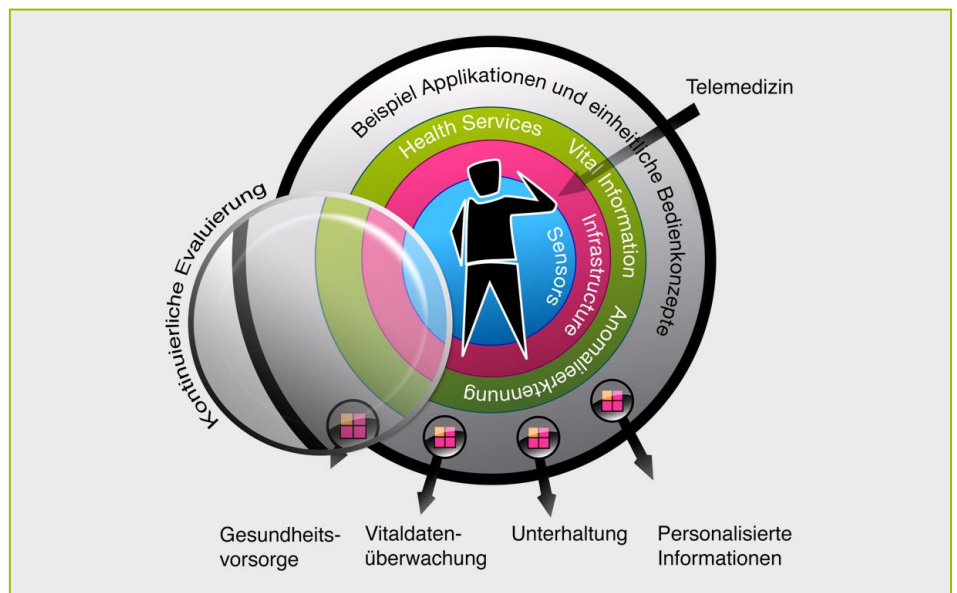 Telemedizin
Beispiel Applikationen und einheitliche Bedienkonzepte
Health Services
Vital Information
Anomalieerktennung
Infrastructure
Sensors
Kontinuierliche Evaluierung
Gesundheits-
vorsorge
Vitaldaten-
überwachung
Unterhaltung
Personalisierte
Informationen